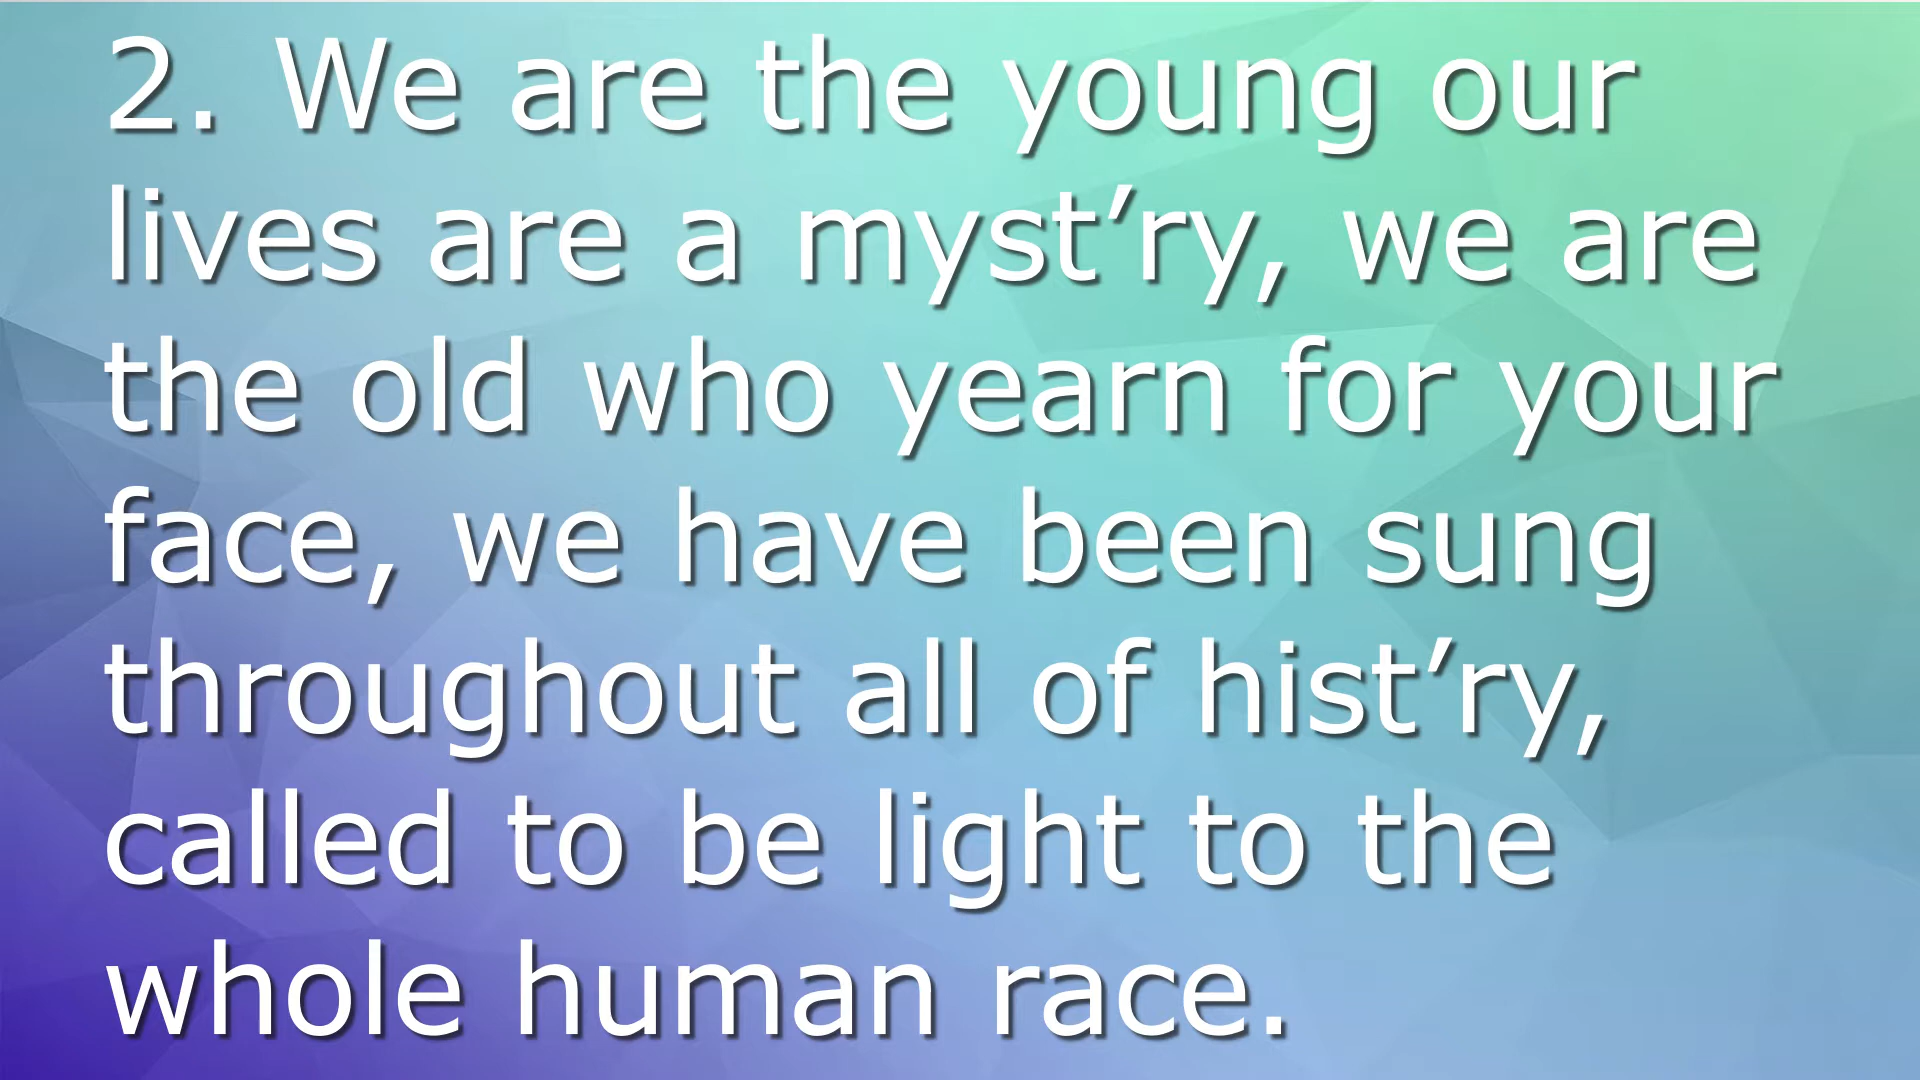 2. We are the young our
lives are a myst’ry, we are
the old who yearn for your
face, we have been sung
throughout all of hist’ry,
called to be light to the
whole human race.